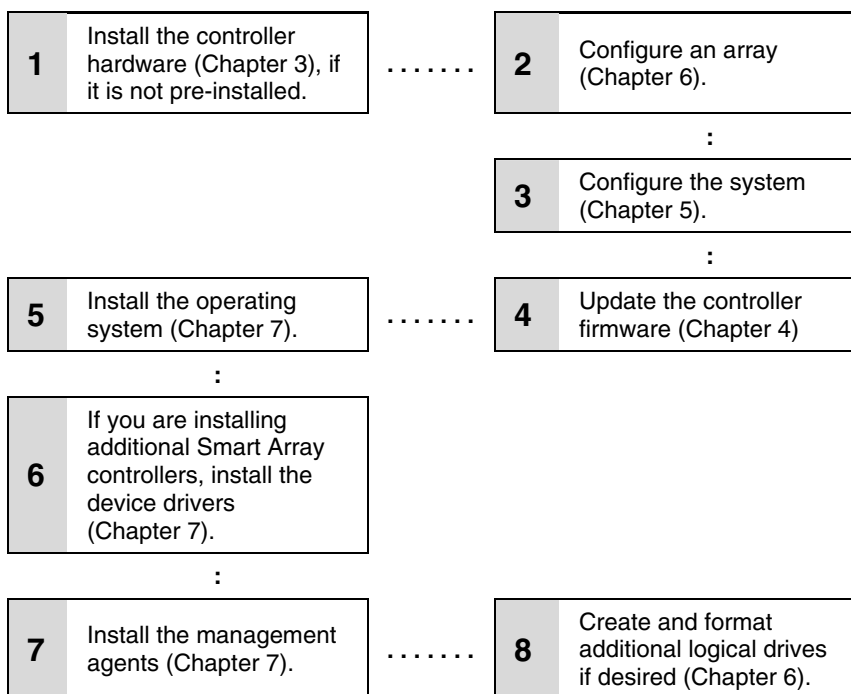 1
Install the controller
hardware (Chapter 3), if
it is not pre-installed.
.......
2
Configure an array
(Chapter 6).
:
3
Configure the system
(Chapter 5).
:
4
Update the controller
firmware (Chapter 4)
.......
5
Install the operating
system (Chapter 7).
:
6
If you are installing
additional Smart Array
controllers, install the
device drivers
(Chapter 7).
:
7
Install the management
agents (Chapter 7).
.......
8
Create and format
additional logical drives
if desired (Chapter 6).